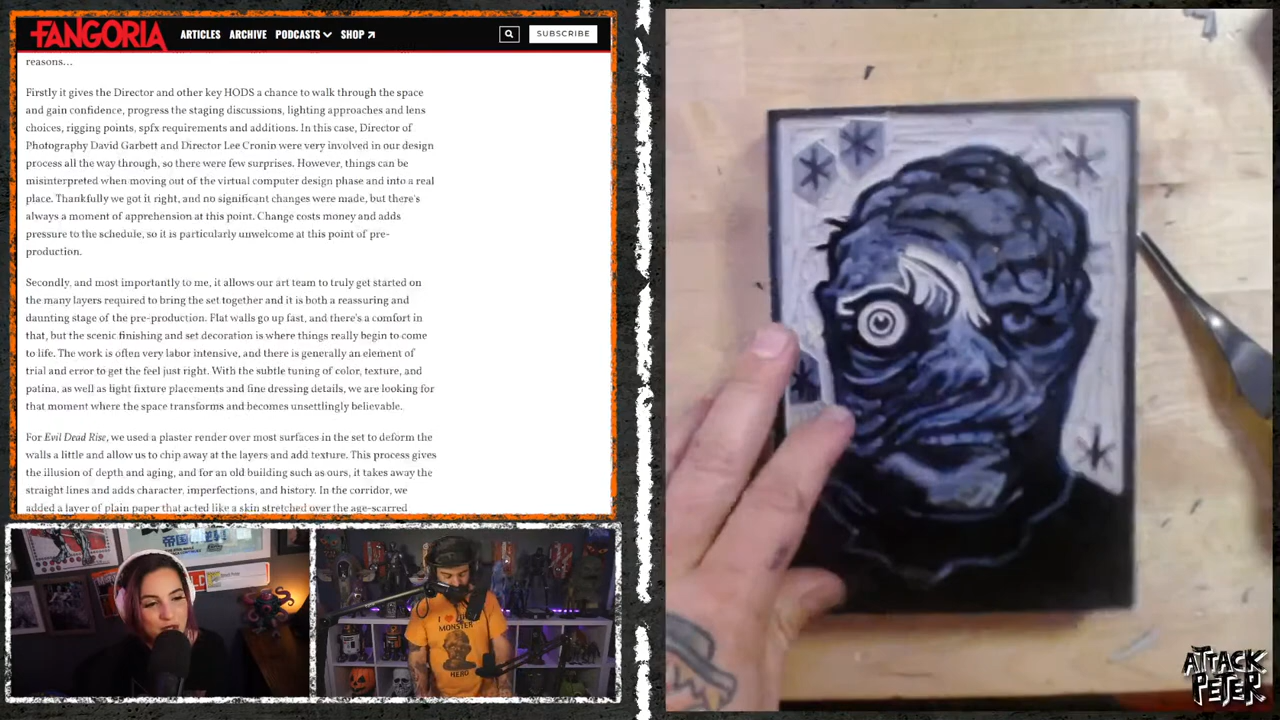 FANGORIA
ARTICLES ARCHIVE PODCASTS SHOP SUBSCRIBE
reasons...
Firstly it gives the Director and other key HODS a chance to walk through the space
and gain confidence, progress the staging discussions, lighting approaches and lens
choices, rigging points, spfx requirements and additions. In this case, Director of
Photography David Garbett and Director Lee Cronin were very involved in our design
process all the way through, so there were few surprises. However, things can be
misinterpreted when moving out of the virtual computer design phase and into a real
place. Thankfully we got it right, and no significant changes were made, but there's
always a moment of apprehension at this point. Change costs money and adds
pressure to the schedule, so it is particularly unwelcome at this point of pre-
production.
Secondly, and most importantly to me, it allows our art team to truly get started on
the many layers required to bring the set together and it is both a reassuring and
daunting stage of the pre-production. Flat walls go up fast, and there's a comfort in
that, but the scenic finishing and set decoration is where things really begin to come
to life. The work is often very labor intensive, and there is generally an element of
trial and error to get the feel just right. With the subtle tuning of color, texture, and
patina, as well as light fixture placements and fine dressing details, we are looking for
that moment where the space transforms and becomes unsettlingly believable.
For Evil Dead Rise, we used a plaster render over most surfaces in the set to deform the
walls a little and allow us to chip away at the layers and add texture. This process gives
the illusion of depth and aging, and for an old building such as ours, it takes away the
straight lines and adds character, imperfections, and history. In the corridor, we
added a layer of plain paper that acted like a skin stretched over the age-scarred
MONSTER
HERO
ATTACK
PETER